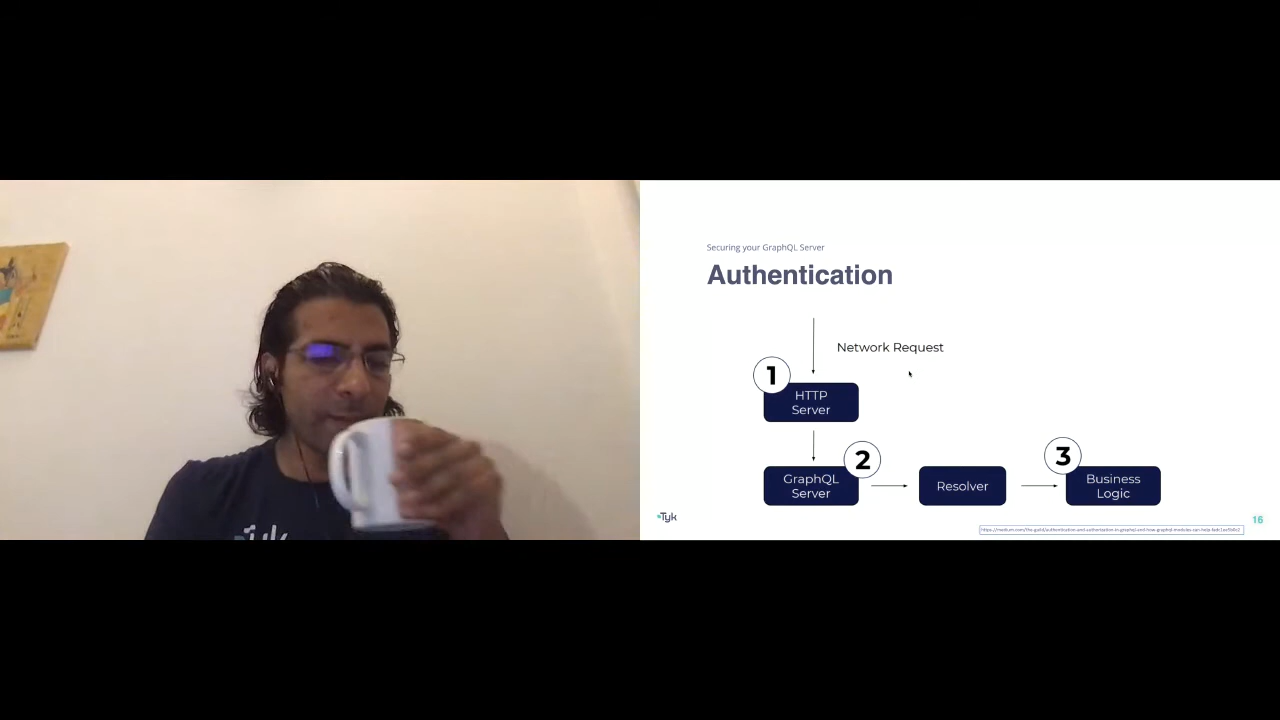 Tyk
Securing your GraphQL Server
Authentication
Network Request
1
HTTP
Server
2
GraphQL
Server
Resolver
3
Business
Logic
Tyk
16